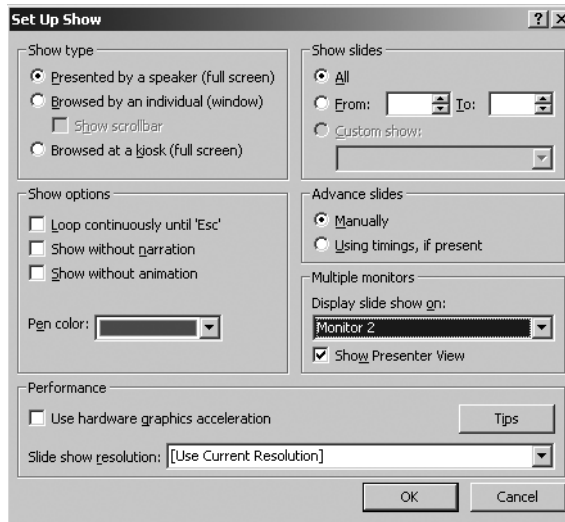 Set Up Show
Show type
Presented by a speaker (full screen)
Browsed by an individual (window)
Show scrollbar
Browsed at a kiosk (full screen)
Show slides
All
From: To:
Custom show:
Show options
Loop continuously until 'Esc'
Show without narration
Show without animation
Pen color:
Advance slides
Manually
Using timings, if present
Multiple monitors
Display slide show on:
Monitor 2
Show Presenter View
Performance
Use hardware graphics acceleration
Tips
Slide show resolution: [Use Current Resolution]
OK Cancel